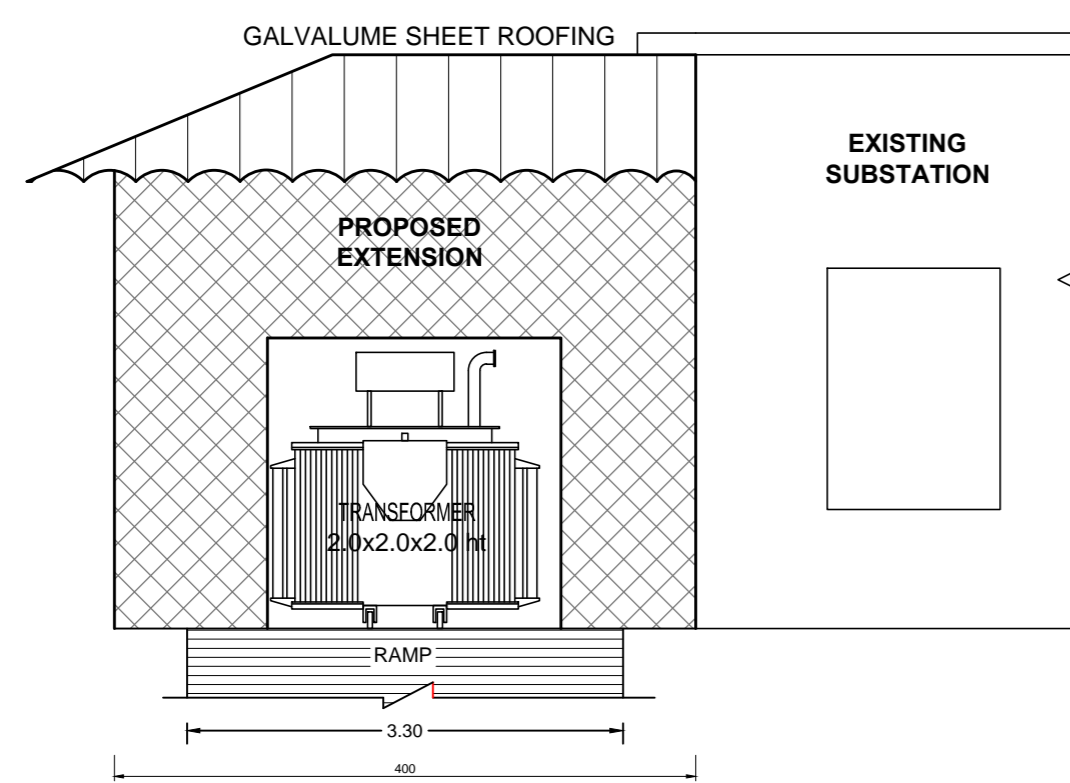 GALVALUME SHEET ROOFING
EXISTING
SUBSTATION
PROPOSED
EXTENSION
TRANSFORMER
2.0x2.0x2.0 ht
RAMP
3.30
400